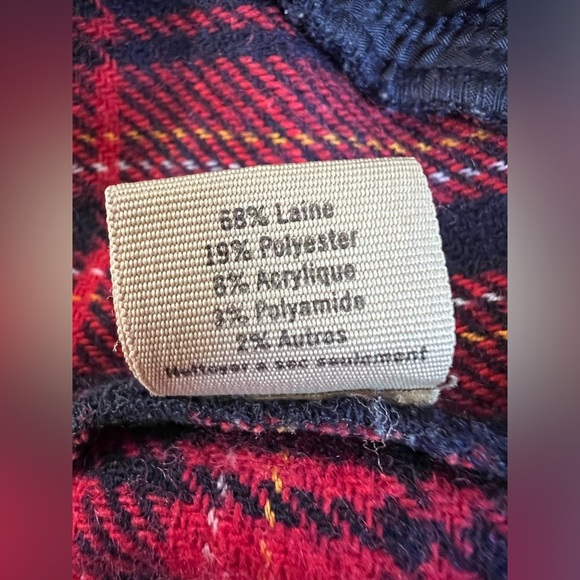 68% Laine
19% Polyester
8% Acrylique
3% Polyamide
2% Autres
Nettoyer a sec seulement